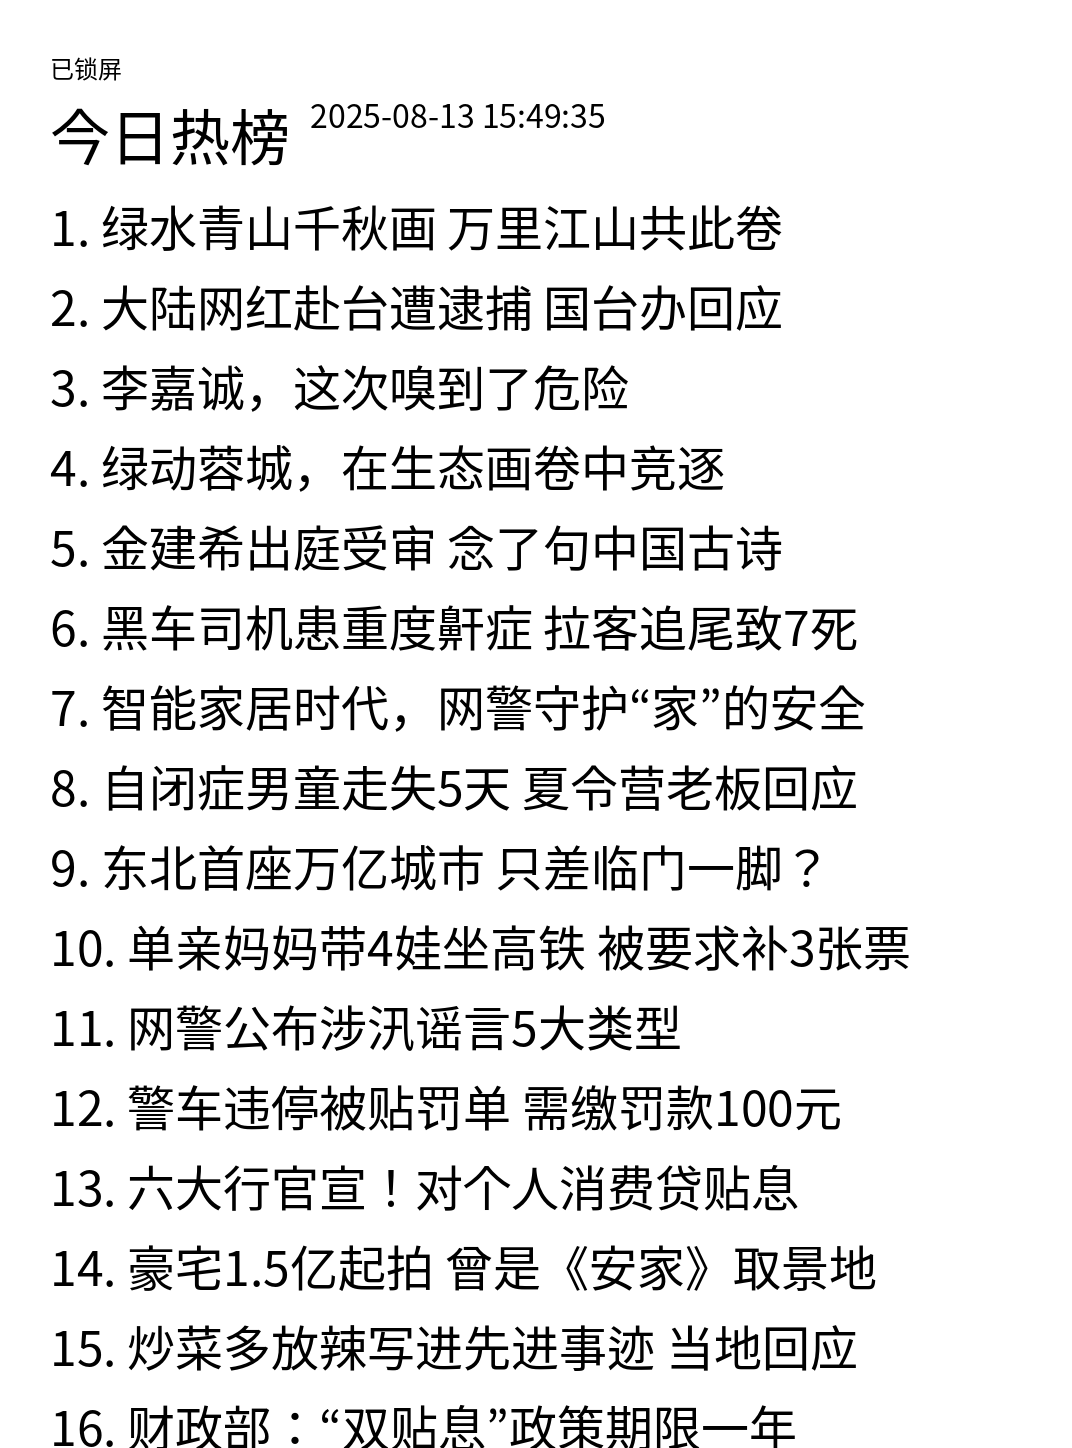 已锁屏
今日热榜 2025-08-13 15:49:35
1. 绿水青山千秋画 万里江山共此卷
2. 大陆网红赴台遭逮捕 国台办回应
3. 李嘉诚，这次嗅到了危险
4. 绿动蓉城，在生态画卷中竞逐
5. 金建希出庭受审 念了句中国古诗
6. 黑车司机患重度鼾症 拉客追尾致7死
7. 智能家居时代，网警守护“家”的安全
8. 自闭症男童走失5天 夏令营老板回应
9. 东北首座万亿城市 只差临门一脚？
10. 单亲妈妈带4娃坐高铁 被要求补3张票
11. 网警公布涉汛谣言5大类型
12. 警车违停被贴罚单 需缴罚款100元
13. 六大行官宣！对个人消费贷贴息
14. 豪宅1.5亿起拍 曾是《安家》取景地
15. 炒菜多放辣写进先进事迹 当地回应
16. 财政部：“双贴息”政策期限一年